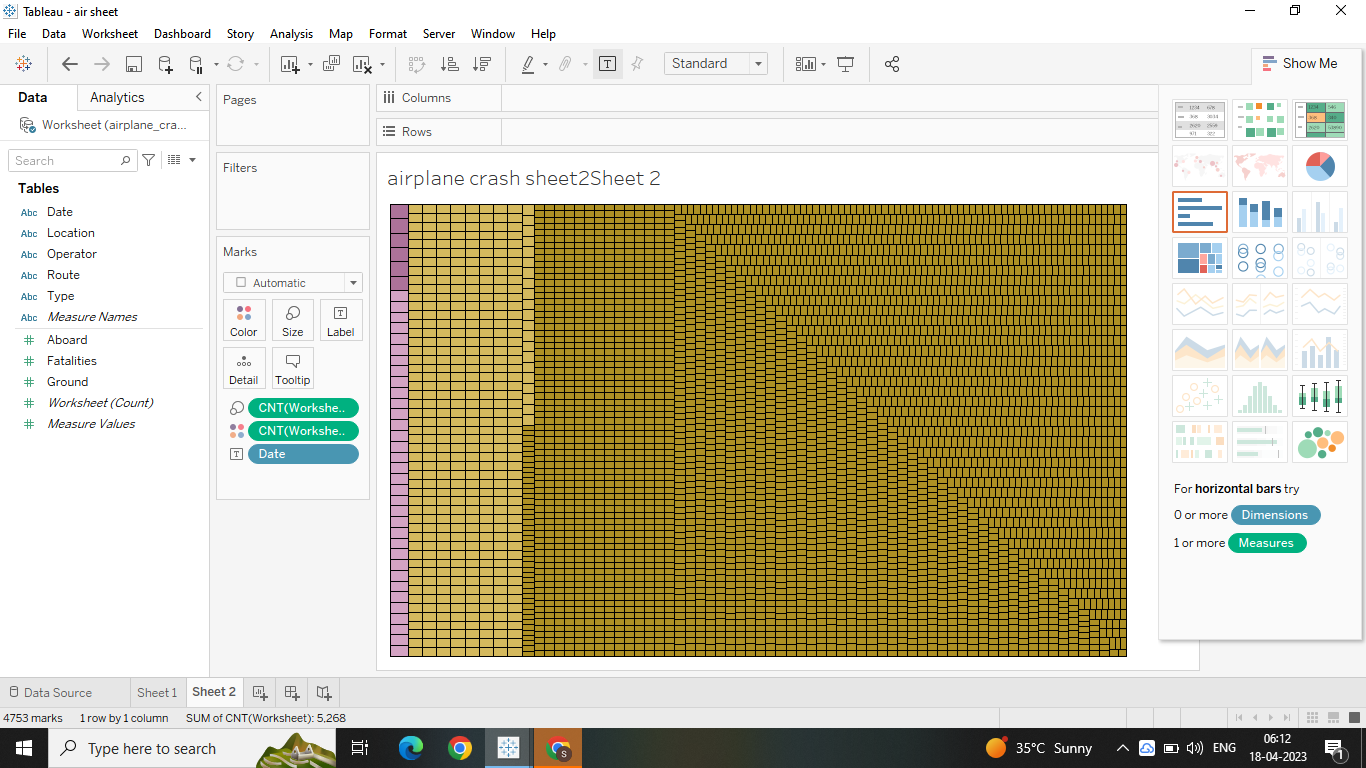 Tableau - air sheet
File Data Worksheet Dashboard Story Analysis Map Format Server Window Help
Standard
Show Me
Data Analytics
Pages
Columns
Worksheet (airplane_cra...
Rows
Search
Filters
Tables
airplane crash sheet2Sheet 2
Abc Date
Abc Location
Abc Operator
Abc Route
Abc Type
Abc Measure Names
Aboard
Fatalities
Ground
Worksheet (Count)
Measure Values
Marks
Automatic
Color Size Label
Detail Tooltip
CNT(Workshe..
CNT(Workshe..
Date
For horizontal bars try
0 or more Dimensions
1 or more Measures
Data Source Sheet 1 Sheet 2
4753 marks 1 row by 1 column SUM of CNT(Worksheet): 5,268
Type here to search
35°C Sunny
ENG
06:12
18-04-2023
1